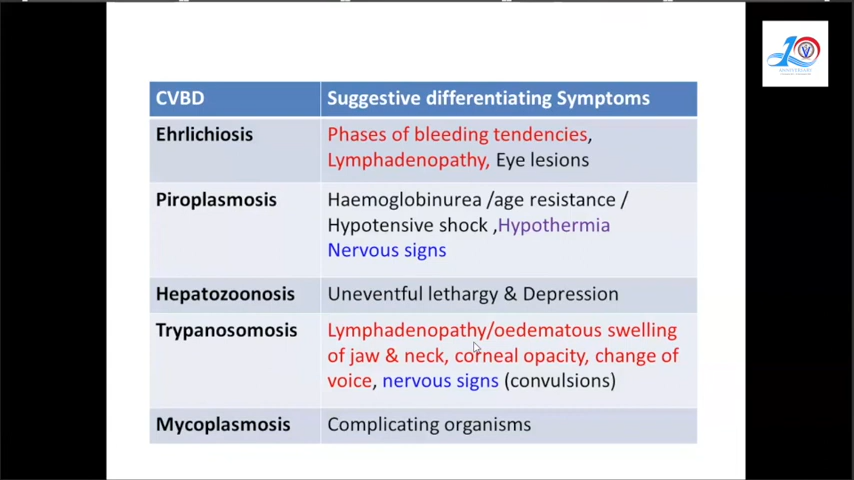 CVBD
Suggestive differentiating Symptoms
Ehrlichiosis
Phases of bleeding tendencies,
Lymphadenopathy, Eye lesions
Piroplasmosis
Haemoglobinurea /age resistance /
Hypotensive shock ,Hypothermia
Nervous signs
Hepatozoonosis
Uneventful lethargy & Depression
Trypanosomosis
Lymphadenopathy/oedematous swelling
of jaw & neck, corneal opacity, change of
voice, nervous signs (convulsions)
Mycoplasmosis
Complicating organisms
10
V